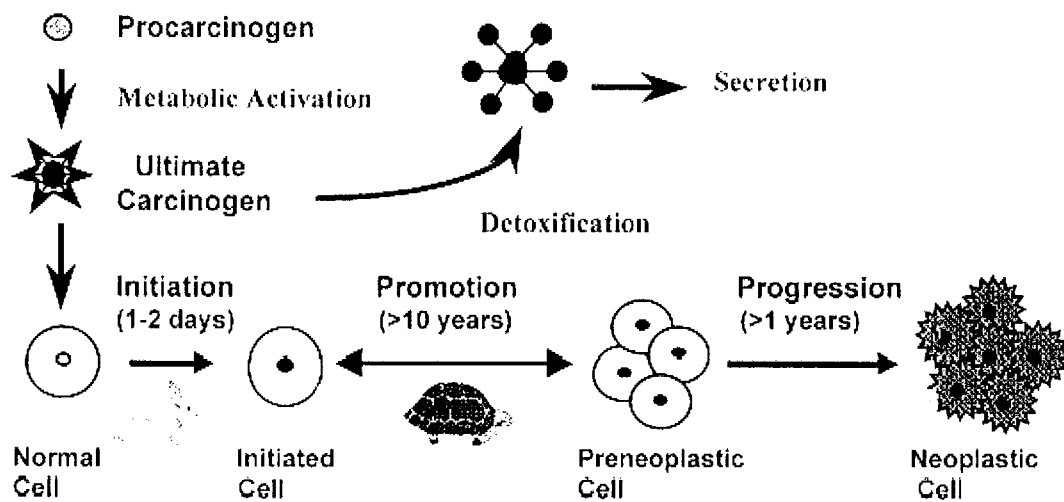 Procarcinogen
Metabolic Activation
Secretion
Ultimate
Carcinogen
Detoxification
Initiation
(1-2 days)
Promotion
(>10 years)
Progression
(>1 years)
Normal
Cell
Initiated
Cell
Preneoplastic
Cell
Neoplastic
Cell